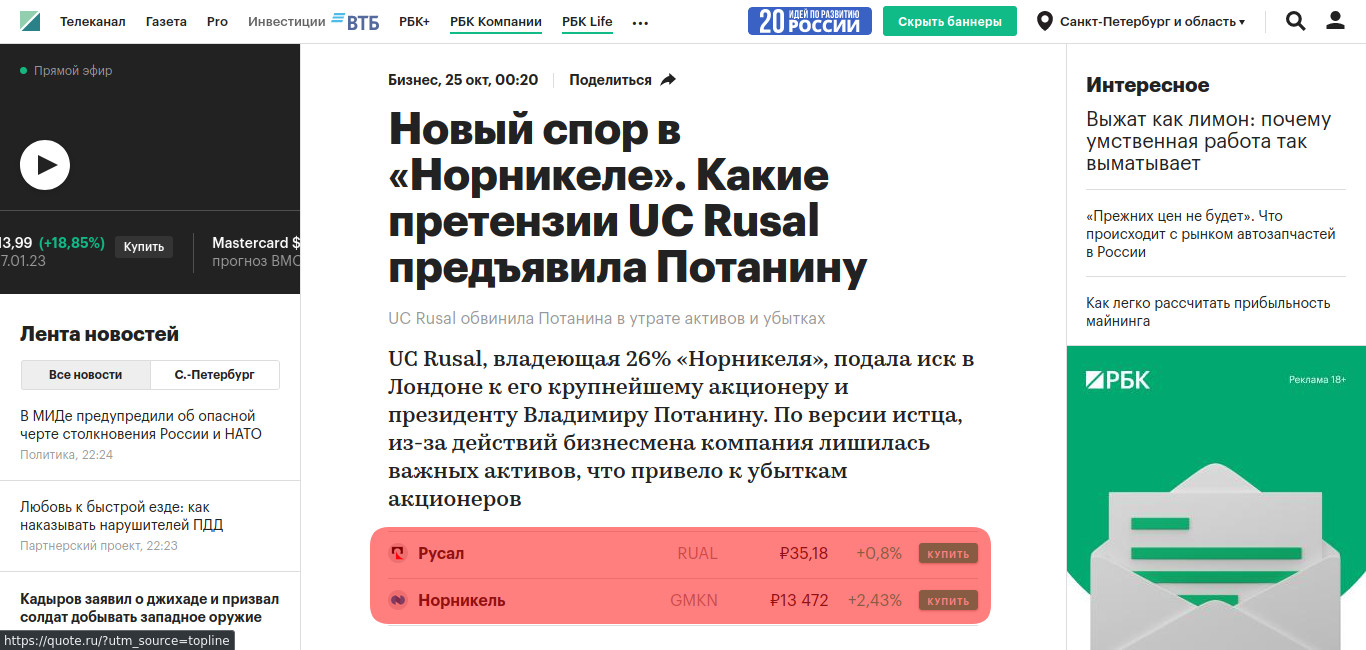 Телеканал Газета Pro Инвестиции ВТБ РБК+ РБК Компании РБК Life ...
20 ИДЕЙ ПО РАЗВИТИЮ РОССИИ
Скрыть баннеры
Санкт-Петербург и область
Прямой эфир
13,99 (+18,85%) Купить
7.01.23
Mastercard $
прогноз BMO
Лента новостей
Все новости С.-Петербург
В МИДе предупредили об опасной
черте столкновения России и НАТО
Политика, 22:24
Любовь к быстрой езде: как
наказывать нарушителей ПДД
Партнерский проект, 22:23
Кадыров заявил о джихаде и призвал
солдат добывать западное оружие
https://quote.ru/?utm_source=topline
Бизнес, 25 окт, 00:20 Поделиться
Новый спор в
«Норникеле». Какие
претензии UC Rusal
предъявила Потанину
UC Rusal обвинила Потанина в утрате активов и убытках
UC Rusal, владеющая 26% «Норникеля», подала иск в
Лондоне к его крупнейшему акционеру и
президенту Владимиру Потанину. По версии истца,
из-за действий бизнесмена компания лишилась
важных активов, что привело к убыткам
акционеров
Русал RUAL ₽35,18 +0,8% КУПИТЬ
Норникель GMKN ₽13 472 +2,43% КУПИТЬ
Интересное
Выжат как лимон: почему
умственная работа так
выматывает
«Прежних цен не будет». Что
происходит с рынком автозапчастей
в России
Как легко рассчитать прибыльность
майнинга
РБК
Реклама 18+